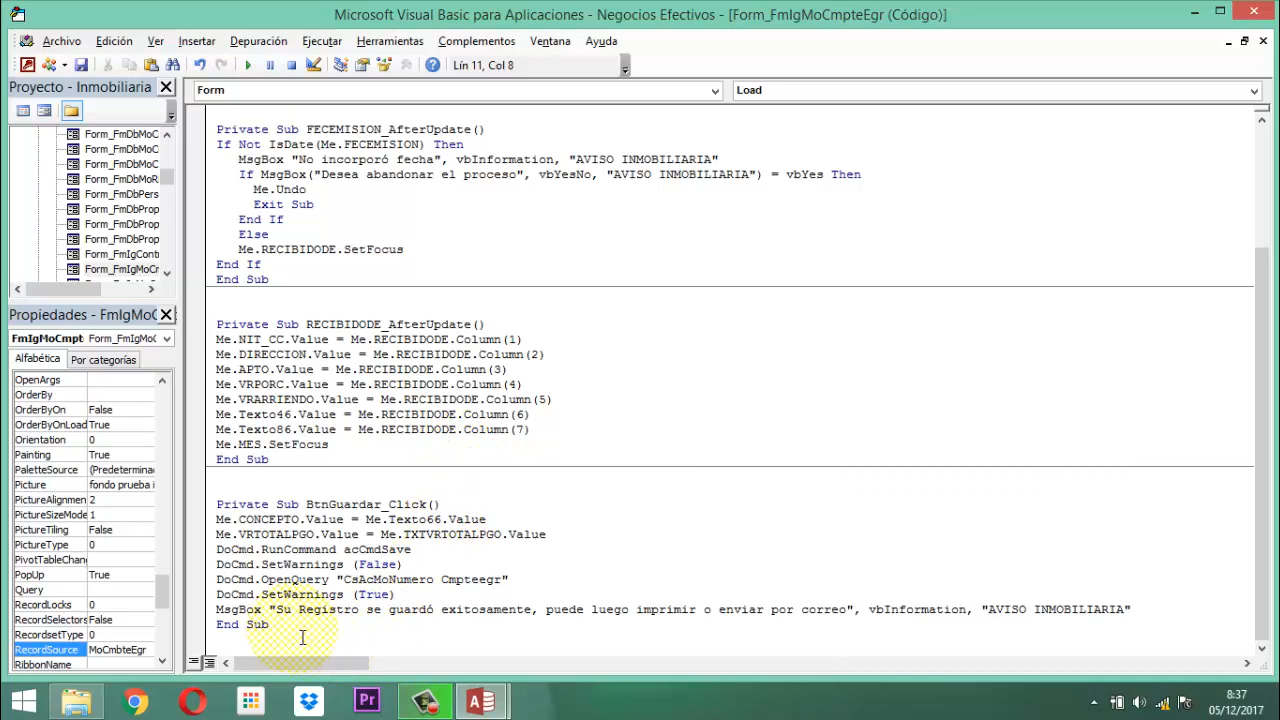 Microsoft Visual Basic para Aplicaciones - Negocios Efectivos - [Form_FmIgMoCmpteEgr (Código)]
Archivo Edición Ver Insertar Formato Depuración Ejecutar Herramientas Complementos Ventana Ayuda
Lín 11, Col 8
Proyecto - Inmobiliaria
Form
Load
Form_FmDbMoC
Form_FmDbMoC
Form_FmDbMoC
Form_FmDbMoR
Form_FmDbPers
Form_FmDbProp
Form_FmDbProp
Form_FmDbProp
Form_FmIgContr
Form_FmIgMoCr
Propiedades - FmIgMoC
FmIgMoCmpt Form_FmIgMoC
Alfabética Por categorías
OpenArgs
OrderBy
OrderByOn False
OrderByOnLoad True
Orientation 0
Painting True
PaletteSource (Predetermina
Picture fondo prueba i
PictureAlignmen 2
PictureSizeMode 1
PictureTiling False
PictureType 0
PivotTableChang
PopUp True
Query
RecordLocks 0
RecordSelectors False
RecordsetType 0
RecordSource MoCmbteEgr
RibbonName
Private Sub FECEMISION_AfterUpdate()
If Not IsDate(Me.FECEMISION) Then
MsgBox "No incorporó fecha", vbInformation, "AVISO INMOBILIARIA"
If MsgBox("Desea abandonar el proceso", vbYesNo, "AVISO INMOBILIARIA") = vbYes Then
Me.Undo
Exit Sub
End If
Else
Me.RECIBIDODE.SetFocus
End If
End Sub
Private Sub RECIBIDODE_AfterUpdate()
Me.NIT_CC.Value = Me.RECIBIDODE.Column(1)
Me.DIRECCION.Value = Me.RECIBIDODE.Column(2)
Me.APTO.Value = Me.RECIBIDODE.Column(3)
Me.VRPORC.Value = Me.RECIBIDODE.Column(4)
Me.VRARRIENDO.Value = Me.RECIBIDODE.Column(5)
Me.Texto46.Value = Me.RECIBIDODE.Column(6)
Me.Texto86.Value = Me.RECIBIDODE.Column(7)
Me.MES.SetFocus
End Sub
Private Sub BtnGuardar_Click()
Me.CONCEPTO.Value = Me.Texto66.Value
Me.VRTOTALPGO.Value = Me.TXTVRTOTALPGO.Value
DoCmd.RunCommand acCmdSave
DoCmd.SetWarnings (False)
DoCmd.OpenQuery "CsAcMoNumero Cmpteegr"
DoCmd.SetWarnings (True)
MsgBox "Su Registro se guardó exitosamente, puede luego imprimir o enviar por correo", vbInformation, "AVISO INMOBILIARIA"
End Sub
Pr
8:37
05/12/2017